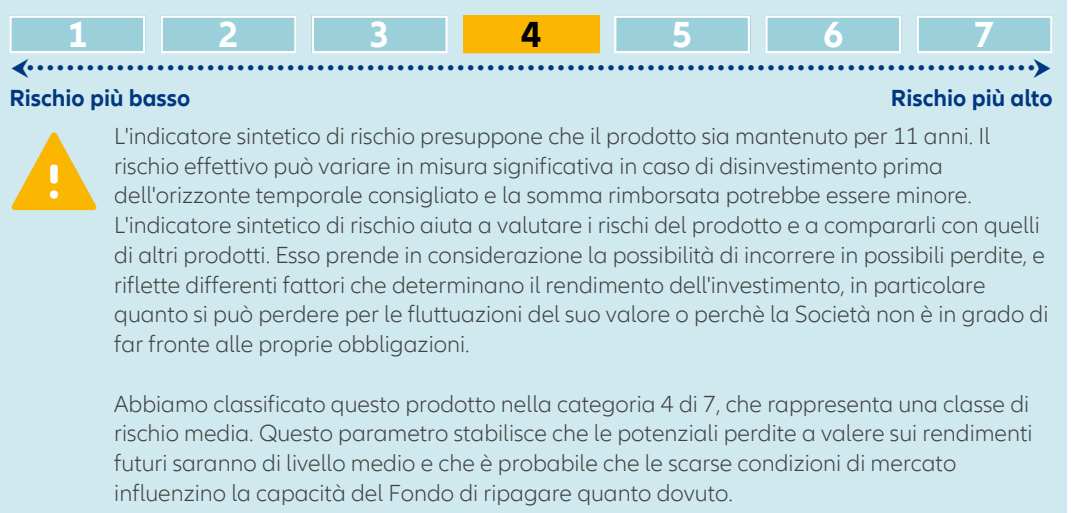 1 2 3 4 5 6 7
Rischio più basso Rischio più alto
L'indicatore sintetico di rischio presuppone che il prodotto sia mantenuto per 11 anni. Il
rischio effettivo può variare in misura significativa in caso di disinvestimento prima
dell'orizzonte temporale consigliato e la somma rimborsata potrebbe essere minore.
L'indicatore sintetico di rischio aiuta a valutare i rischi del prodotto e a compararli con quelli
di altri prodotti. Esso prende in considerazione la possibilità di incorrere in possibili perdite, e
riflette differenti fattori che determinano il rendimento dell'investimento, in particolare
quanto si può perdere per le fluttuazioni del suo valore o perchè la Società non è in grado di
far fronte alle proprie obbligazioni.
Abbiamo classificato questo prodotto nella categoria 4 di 7, che rappresenta una classe di
rischio media. Questo parametro stabilisce che le potenziali perdite a valere sui rendimenti
futuri saranno di livello medio e che è probabile che le scarse condizioni di mercato
influenzino la capacità del Fondo di ripagare quanto dovuto.